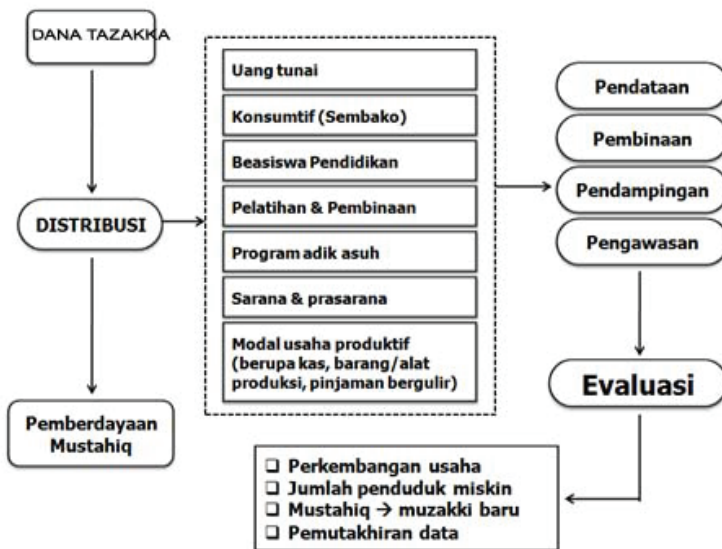 DANA TAZAKKA
DISTRIBUSI
Pemberdayaan
Mustahiq
Uang tunai
Konsumtif (Sembako)
Beasiswa Pendidikan
Pelatihan & Pembinaan
Program adik asuh
Sarana & prasarana
Modal usaha produktif
(berupa kas, barang/alat
produksi, pinjaman bergulir)
Pendataan
Pembinaan
Pendampingan
Pengawasan
Evaluasi
❑ Perkembangan usaha
❑ Jumlah penduduk miskin
❑ Mustahiq → muzakki baru
❑ Pemutakhiran data